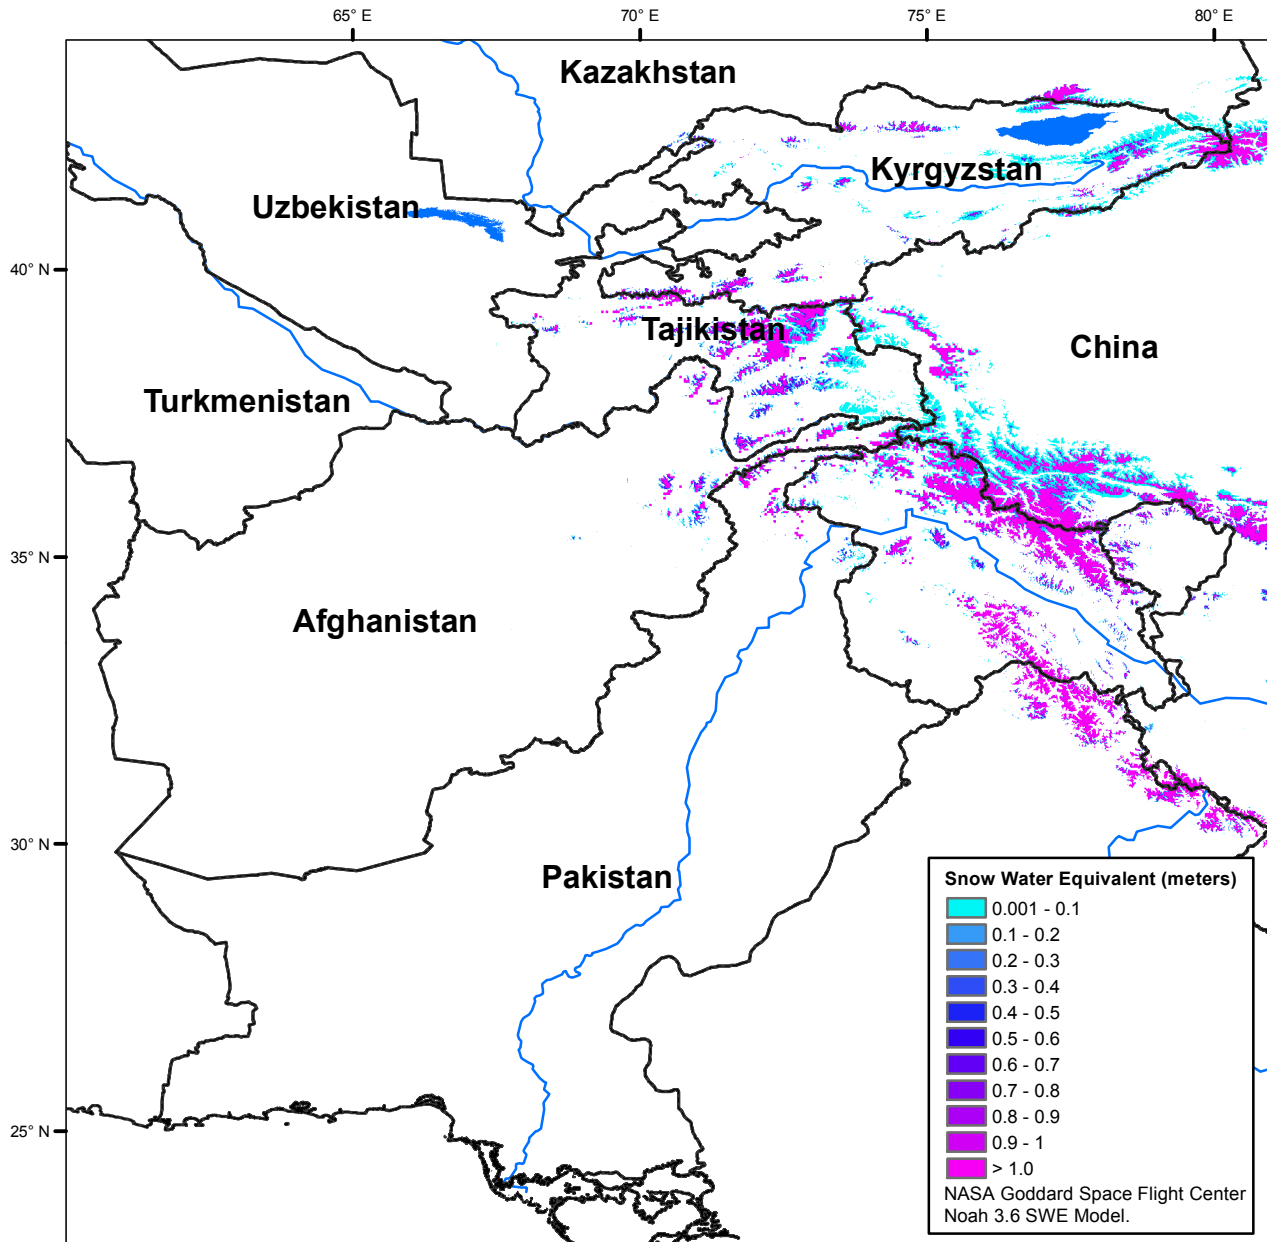 65° E
70° E
75° E
80° E
Kazakhstan
Kyrgyzstan
Uzbekistan
40° N
Tajikistan
China
Turkmenistan
35° N
Afghanistan
30° N
Pakistan
25° N
Snow Water Equivalent (meters)
0.001 - 0.1
0.1 - 0.2
0.2 - 0.3
0.3 - 0.4
0.4 - 0.5
0.5 - 0.6
0.6 - 0.7
0.7 - 0.8
0.8 - 0.9
0.9 - 1
> 1.0
NASA Goddard Space Flight Center
Noah 3.6 SWE Model.